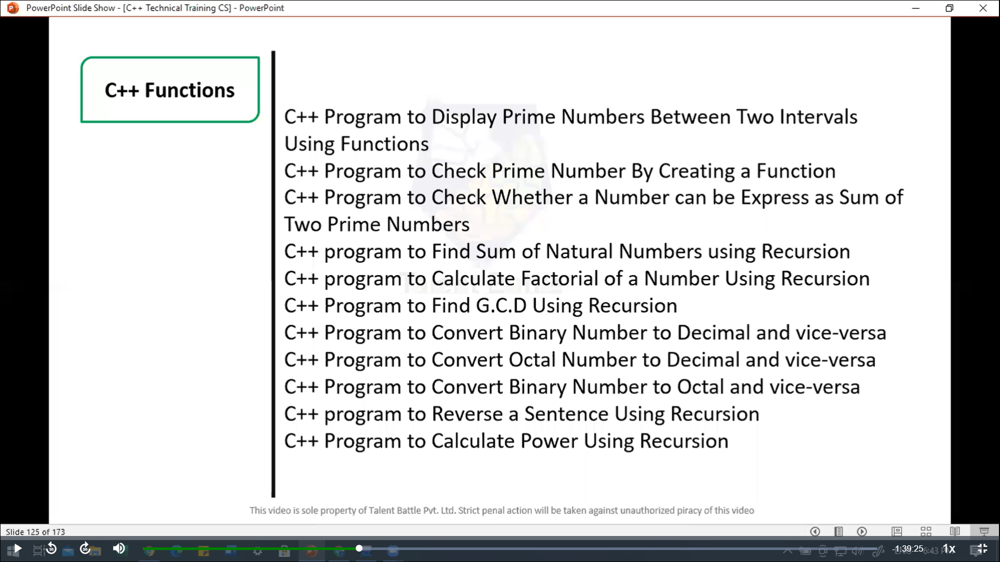 PowerPoint Slide Show - [C++ Technical Training CS] - PowerPoint
C++ Functions
C++ Program to Display Prime Numbers Between Two Intervals
Using Functions
C++ Program to Check Prime Number By Creating a Function
C++ Program to Check Whether a Number can be Express as Sum of
Two Prime Numbers
C++ program to Find Sum of Natural Numbers using Recursion
C++ program to Calculate Factorial of a Number Using Recursion
C++ Program to Find G.C.D Using Recursion
C++ Program to Convert Binary Number to Decimal and vice-versa
C++ Program to Convert Octal Number to Decimal and vice-versa
C++ Program to Convert Binary Number to Octal and vice-versa
C++ program to Reverse a Sentence Using Recursion
C++ Program to Calculate Power Using Recursion
This video is sole property of Talent Battle Pvt. Ltd. Strict penal action will be taken against unauthorized piracy of this video
Slide 125 of 173
10 30 -1:39:25 1x